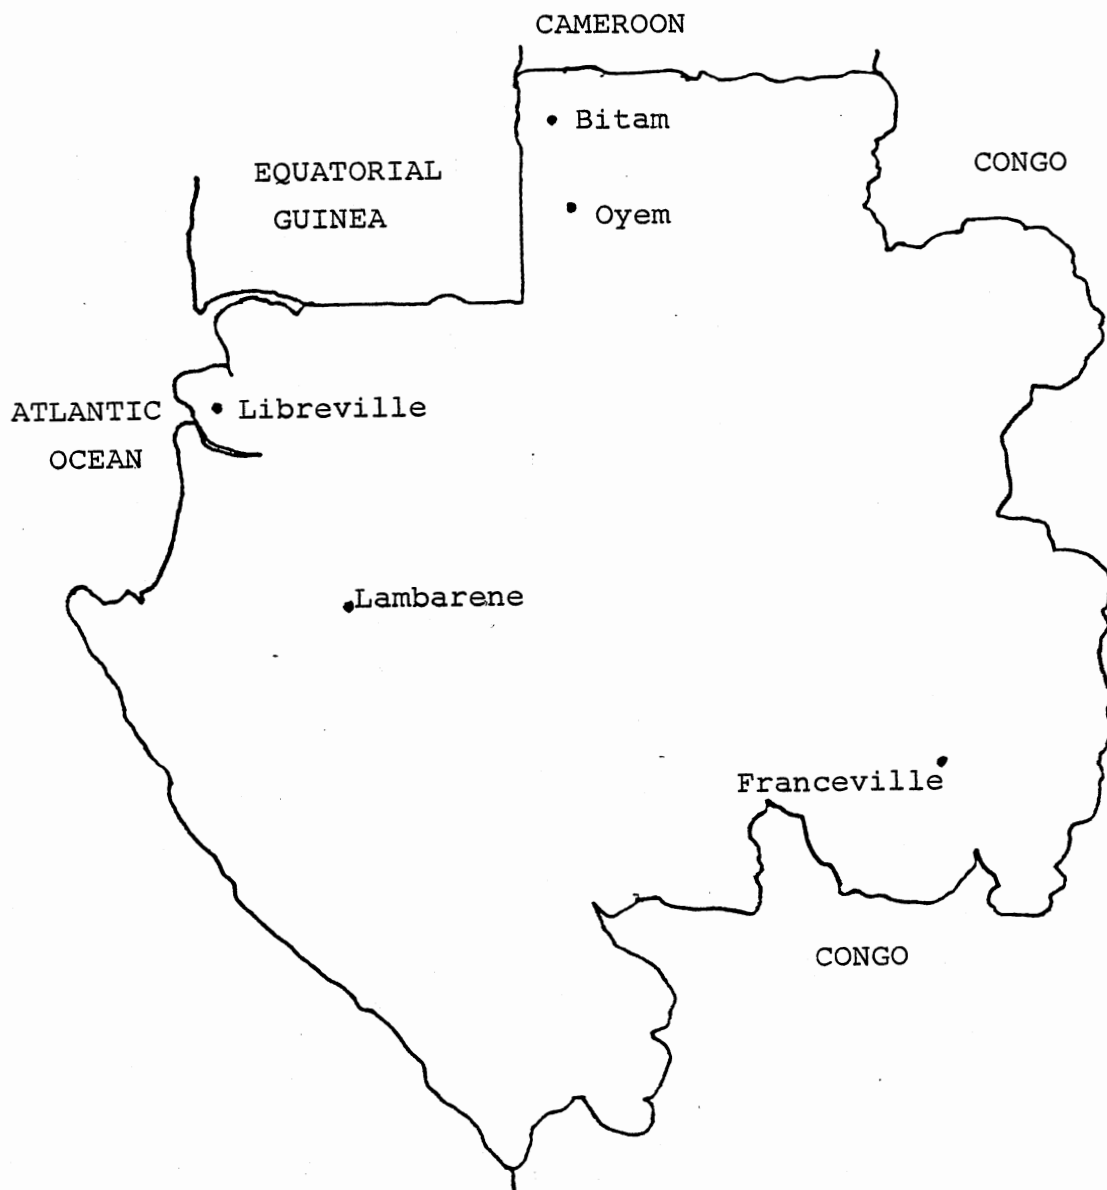 CAMEROON
Bitam
CONGO
EQUATORIAL
GUINEA
Oyem
ATLANTIC
OCEAN
Libreville
Lambarene
Franceville
CONGO